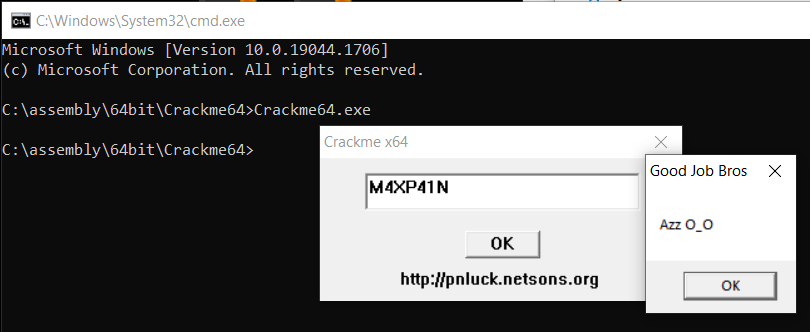 C:\Windows\System32\cmd.exe
Microsoft Windows [Version 10.0.19044.1706]
(c) Microsoft Corporation. All rights reserved.
C:\assembly\64bit\Crackme64>Crackme64.exe
C:\assembly\64bit\Crackme64>
Crackme x64
M4XP41N
OK
http://pnluck.netsons.org
Good Job Bros
Azz O_O
OK